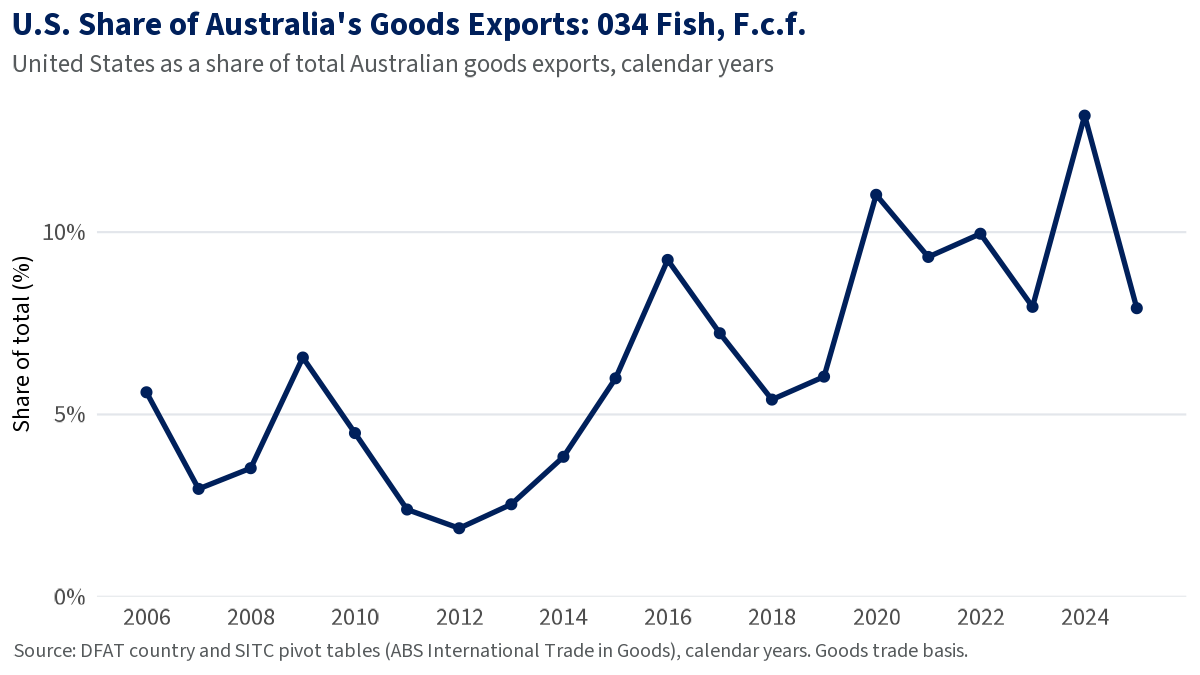 U.S. Share of Australia's Goods Exports: 034 Fish, F.c.f.
United States as a share of total Australian goods exports, calendar years
Share of total (%)
10%
5%
0%
2006 2008 2010 2012 2014 2016 2018 2020 2022 2024
Source: DFAT country and SITC pivot tables (ABS International Trade in Goods), calendar years. Goods trade basis.